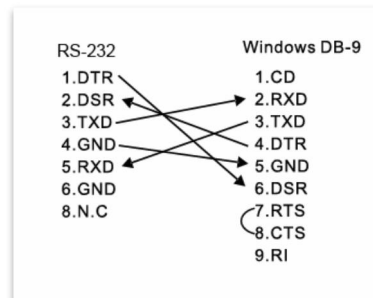 RS-232
1.DTR
2.DSR
3.TXD
4.GND
5.RXD
6.GND
8.N.C
Windows DB-9
1.CD
2.RXD
3.TXD
4.DTR
5.GND
6.DSR
7.RTS
8.CTS
9.RI